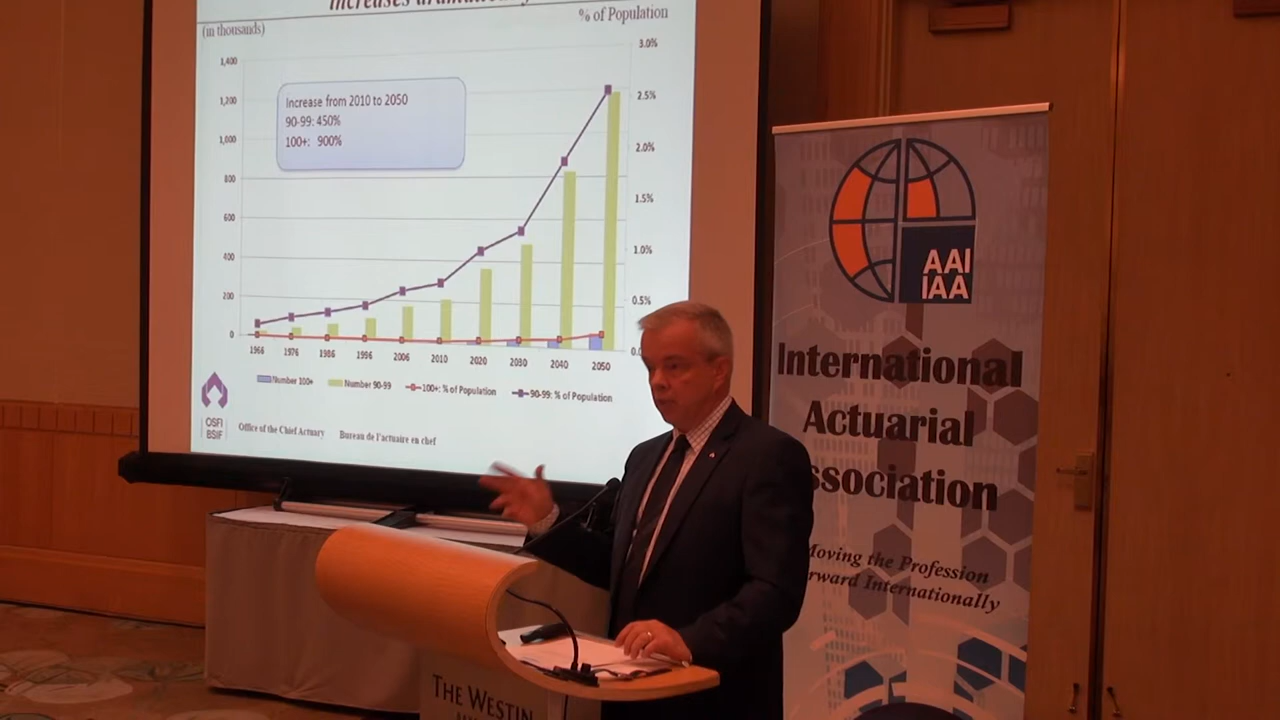 % of Population
(in thousands)
3.0%
1,400
2.5%
1,200
Increase from 2010 to 2050
90-99: 450%
100+: 900%
1,000
2.0%
800
1.5%
600
1.0%
400
0.5%
200
0
1966 1976 1986 1996 2006 2010 2020 2030 2040 2050
Number 100+ Number 90-99 100+: % of Population 90-99: % of Population
OSFI
BSIF
Office of the Chief Actuary Bureau de l'actuaire en chef
AAI
IAA
International
Actuarial
ssociation
Moving the Profession
rward Internationally
THE WESTIN